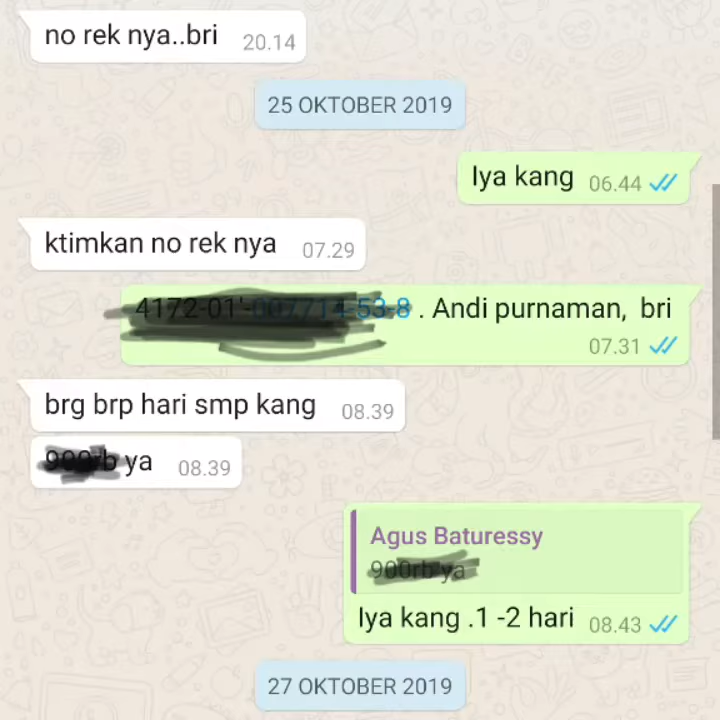 no rek nya..bri 20.14
25 OKTOBER 2019
Iya kang 06.44
ktimkan no rek nya 07.29
. Andi purnaman, bri
07.31
brg brp hari smp kang 08.39
ya 08.39
Agus Baturessy
ya
Iya kang .1 -2 hari 08.43
27 OKTOBER 2019